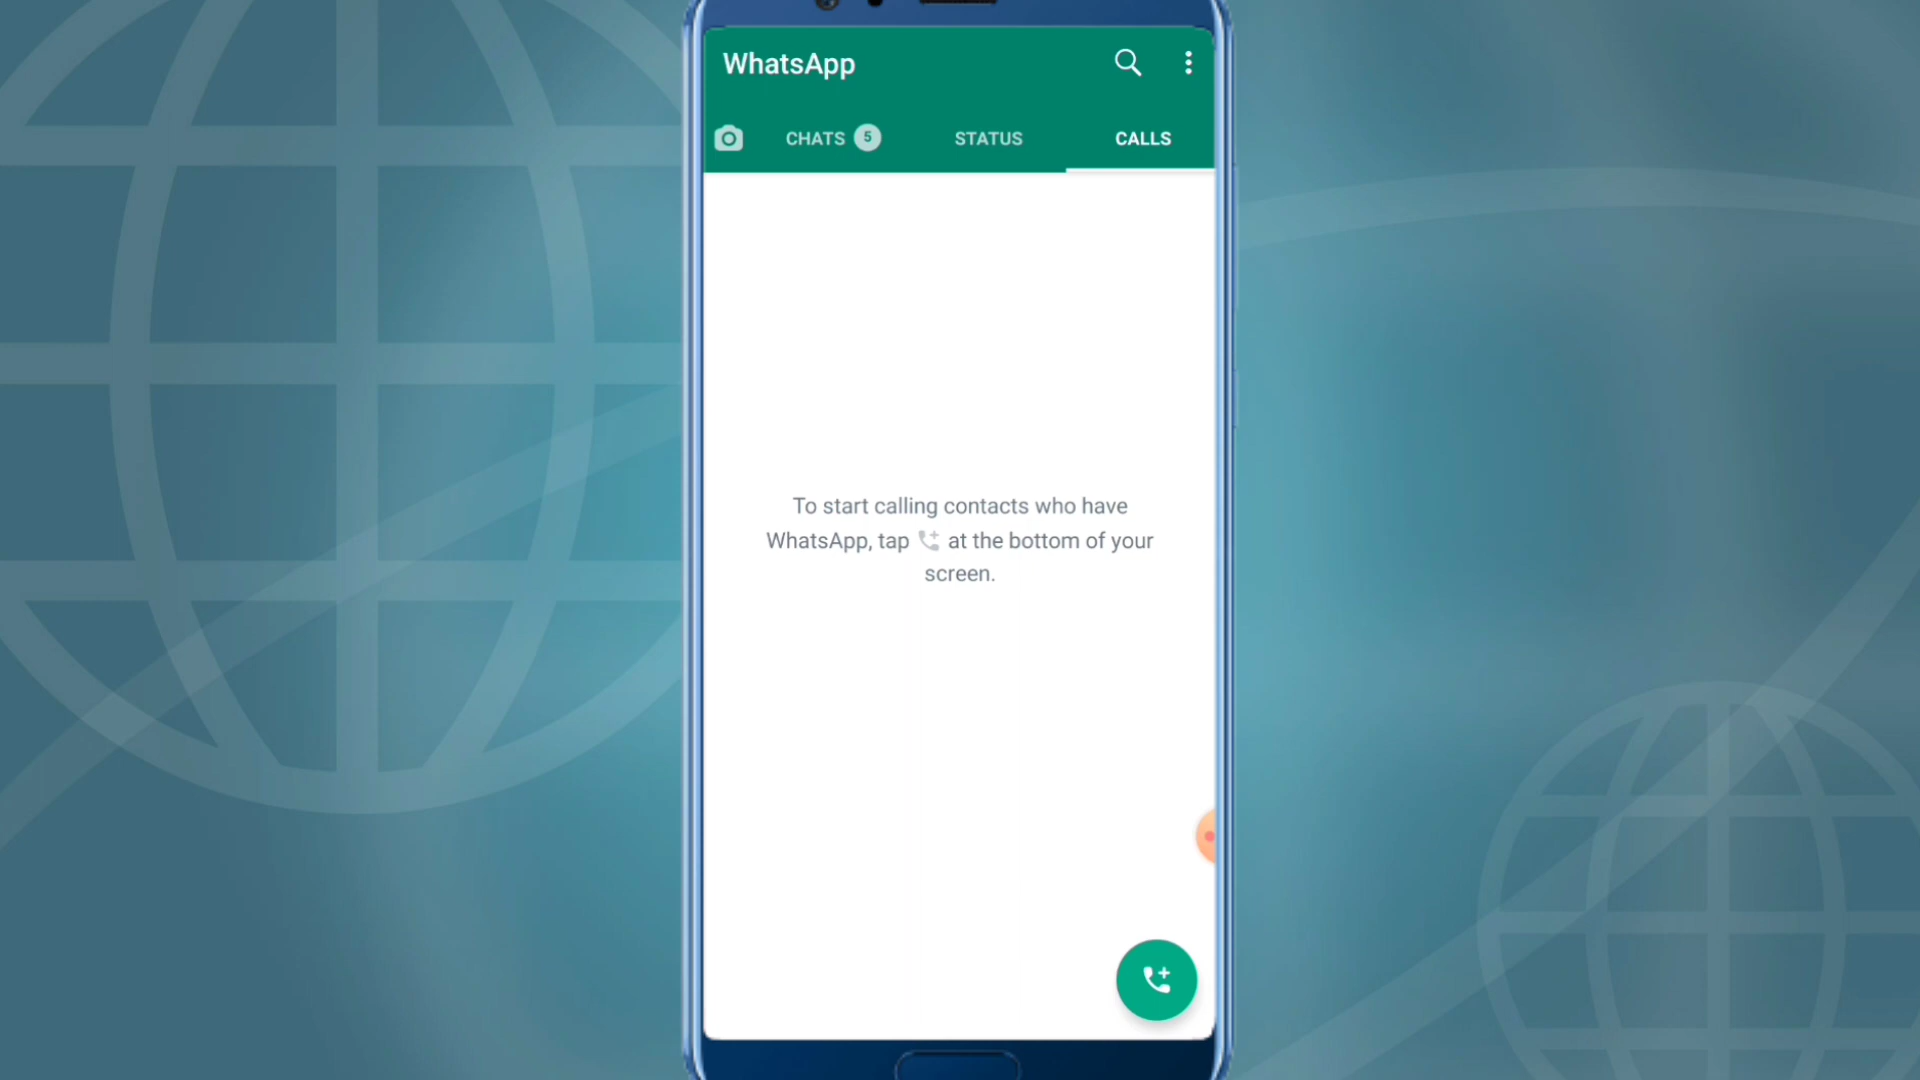 WhatsApp
CHATS 5 STATUS CALLS
To start calling contacts who have
WhatsApp, tap at the bottom of your
screen.